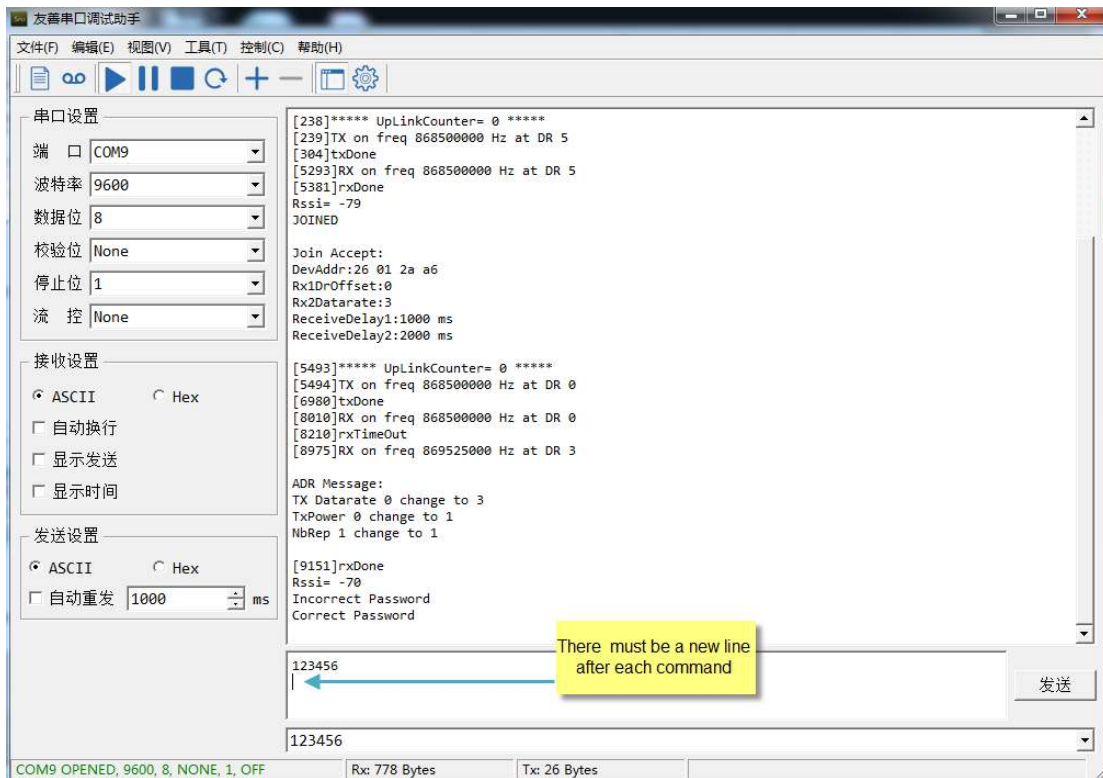 友善串口调试助手
文件(F) 编辑(E) 视图(V) 工具(T) 控制(C) 帮助(H)
串口设置
端 口 COM9
波特率 9600
数据位 8
校验位 None
停止位 1
流 控 None
接收设置
ASCII Hex
自动换行
显示发送
显示时间
发送设置
ASCII Hex
自动重发 1000 ms
[238]***** UpLinkCounter= 0 *****
[239]TX on freq 868500000 Hz at DR 5
[304]txDone
[5293]RX on freq 868500000 Hz at DR 5
[5381]rxDone
Rssi= -79
JOINED
Join Accept:
DevAddr:26 01 2a a6
Rx1DrOffset:0
Rx2Datarate:3
ReceiveDelay1:1000 ms
ReceiveDelay2:2000 ms
[5493]***** UpLinkCounter= 0 *****
[5494]TX on freq 868500000 Hz at DR 0
[6980]txDone
[8010]RX on freq 868500000 Hz at DR 0
[8210]rxTimeOut
[8975]RX on freq 869525000 Hz at DR 3
ADR Message:
TX Datarate 0 change to 3
TxPower 0 change to 1
NbRep 1 change to 1
[9151]rxDone
Rssi= -70
Incorrect Password
Correct Password
There must be a new line
after each command
123456
发送
123456
COM9 OPENED, 9600, 8, NONE, 1, OFF Rx: 778 Bytes Tx: 26 Bytes